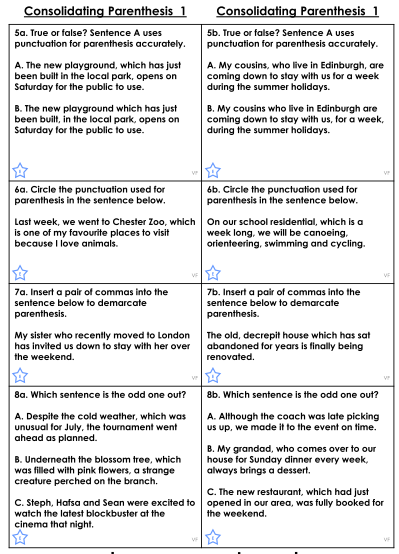 Consolidating Parenthesis 1
5a. True or false? Sentence A uses
punctuation for parenthesis accurately.
A. The new playground, which has just
been built in the local park, opens on
Saturday for the public to use.
B. The new playground which has just
been built, in the local park, opens on
Saturday for the public to use.
VF
Consolidating Parenthesis 1
5b. True or false? Sentence A uses
punctuation for parenthesis accurately.
A. My cousins, who live in Edinburgh, are
coming down to stay with us for a week
during the summer holidays.
B. My cousins who live in Edinburgh are
coming down to stay with us, for a week,
during the summer holidays.
VF
6a. Circle the punctuation used for
parenthesis in the sentence below.
Last week, we went to Chester Zoo, which
is one of my favourite places to visit
because I love animals.
VF
6b. Circle the punctuation used for
parenthesis in the sentence below.
On our school residential, which is a
week long, we will be canoeing,
orienteering, swimming and cycling.
VF
7a. Insert a pair of commas into the
sentence below to demarcate
parenthesis.
My sister who recently moved to London
has invited us down to stay with her over
the weekend.
VF
7b. Insert a pair of commas into the
sentence below to demarcate
parenthesis.
The old, decrepit house which has sat
abandoned for years is finally being
renovated.
VF
8a. Which sentence is the odd one out?
A. Despite the cold weather, which was
unusual for July, the tournament went
ahead as planned.
B. Underneath the blossom tree, which
was filled with pink flowers, a strange
creature perched on the branch.
C. Steph, Hafsa and Sean were excited to
watch the latest blockbuster at the
cinema that night.
VF
8b. Which sentence is the odd one out?
A. Although the coach was late picking
us up, we made it to the event on time.
B. My grandad, who comes over to our
house for Sunday dinner every week,
always brings a dessert.
C. The new restaurant, which had just
opened in our area, was fully booked for
the weekend.
VF